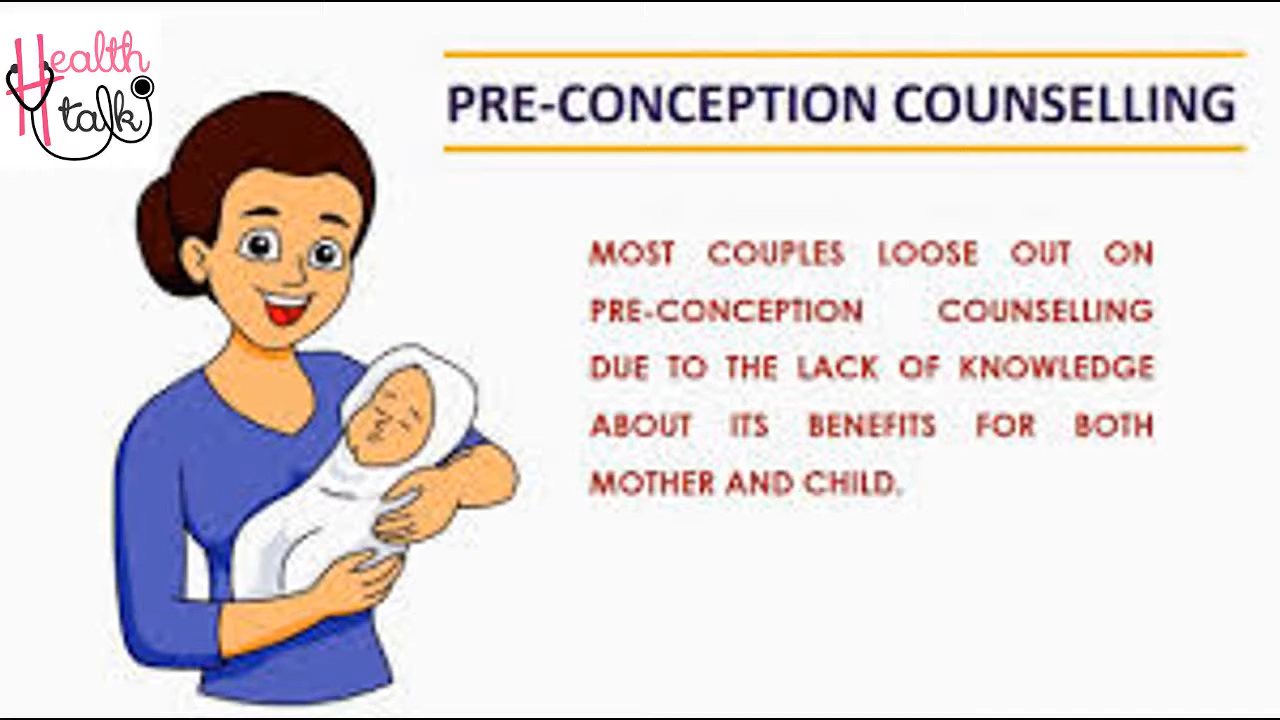 Health
talk
PRE-CONCEPTION COUNSELLING
MOST COUPLES LOOSE OUT ON
PRE-CONCEPTION COUNSELLING
DUE TO THE LACK OF KNOWLEDGE
ABOUT ITS BENEFITS FOR BOTH
MOTHER AND CHILD.